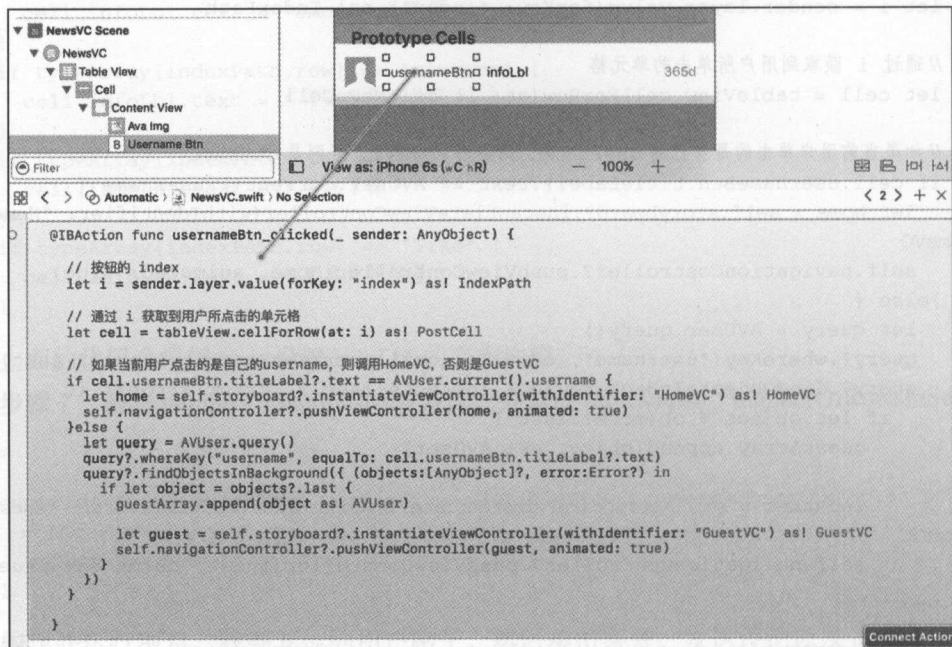 NewsVC Scene
NewsVC
Table View
Cell
Content View
Ava Img
B Username Btn
Filter
Prototype Cells
usernameBtn infoLbl 365d
View as: iPhone 6s (wC hR) — 100% +
Automatic › NewsVC.swift › No Selection
< 2 > + ×
@IBAction func usernameBtn_clicked(_ sender: AnyObject) {
// 按钮的 index
let i = sender.layer.value(forKey: "index") as! IndexPath
// 通过 i 获取到用户所点击的单元格
let cell = tableView.cellForRow(at: i) as! PostCell
// 如果当前用户点击的是自己的username, 则调用HomeVC, 否则是GuestVC
if cell.usernameBtn.titleLabel?.text == AVUser.current().username {
let home = self.storyboard?.instantiateViewController(withIdentifier: "HomeVC") as! HomeVC
self.navigationController?.pushViewController(home, animated: true)
}else {
let query = AVUser.query()
query?.whereKey("username", equalTo: cell.usernameBtn.titleLabel?.text)
query?.findObjectsInBackground({ (objects:[AnyObject]?, error:Error?) in
if let object = objects?.last {
guestArray.append(object as! AVUser)
let guest = self.storyboard?.instantiateViewController(withIdentifier: "GuestVC") as! GuestVC
self.navigationController?.pushViewController(guest, animated: true)
}
})
}
}
Connect Action